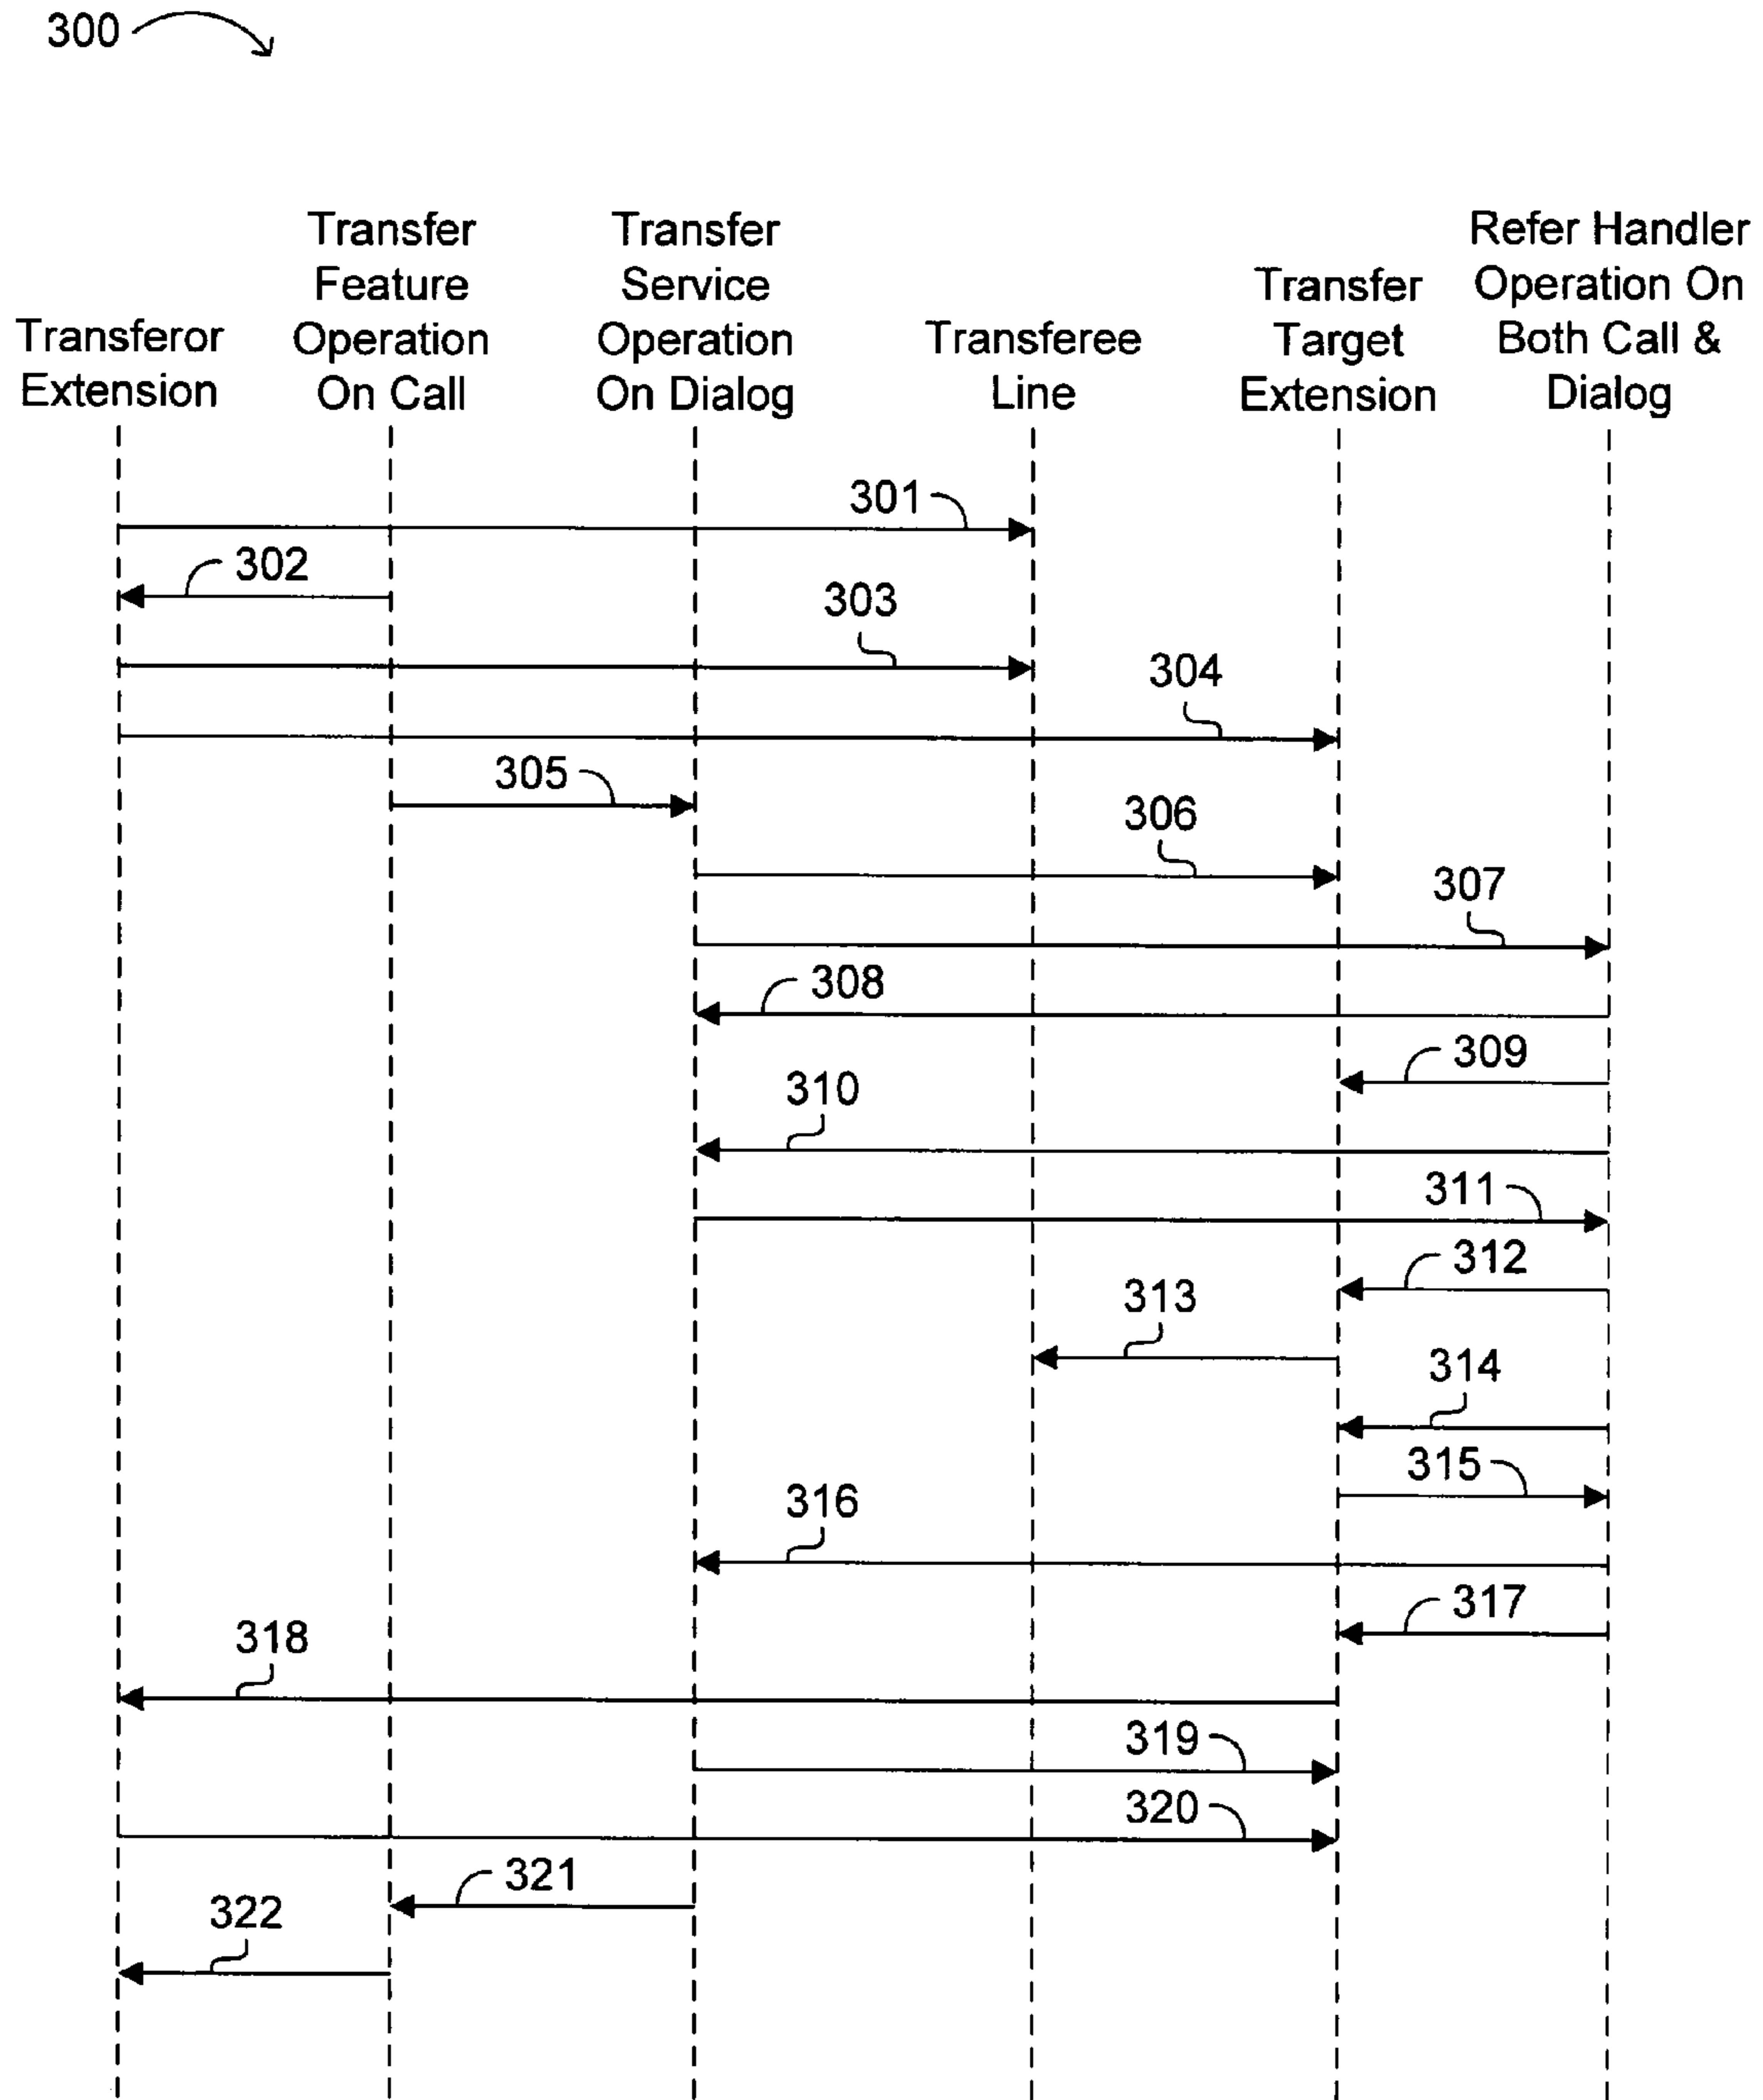 300
Transferor
Extension
Transfer
Feature
Operation
On Call
Transfer
Service
Operation
On Dialog
Transferee
Line
Transfer
Target
Extension
Refer Handler
Operation On
Both Call &
Dialog
301
302
303
304
305
306
307
308
309
310
311
312
313
314
315
316
317
318
319
320
321
322